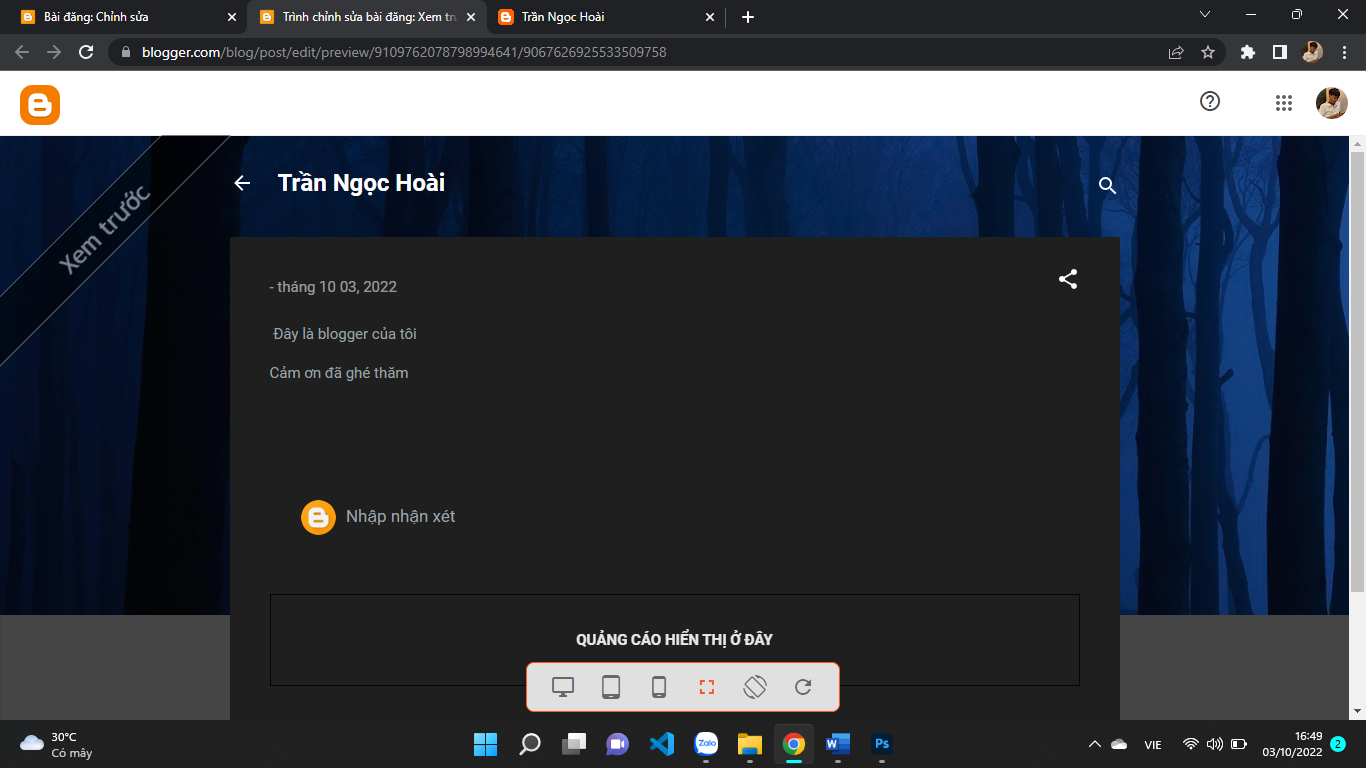 Bài đăng: Chỉnh sửa
Trình chỉnh sửa bài đăng: Xem trư
Trần Ngọc Hoài
blogger.com/blog/post/edit/preview/9109762078798994641/9067626925533509758
Xem trước
Trần Ngọc Hoài
- tháng 10 03, 2022
Đây là blogger của tôi
Cảm ơn đã ghé thăm
Nhập nhận xét
QUẢNG CÁO HIỂN THỊ Ở ĐÂY
30°C
Có mây
Zalo
W
Ps
VIE
16:49
03/10/2022
2